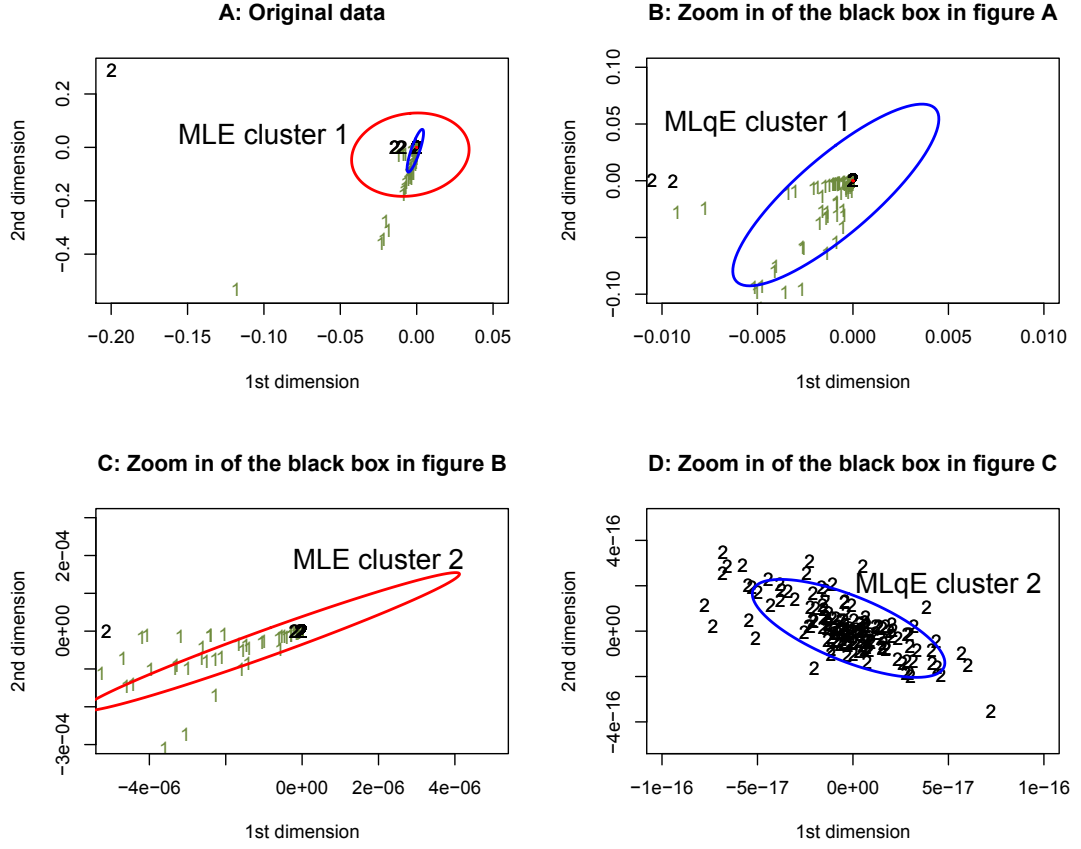 A: Original data
2nd dimension
0.2
0.0
−0.2
−0.4
MLE cluster 1
−0.20 −0.15 −0.10 −0.05 0.00 0.05
1st dimension
B: Zoom in of the black box in figure A
2nd dimension
0.10
0.05
0.00
−0.10
MLqE cluster 1
−0.010 −0.005 0.000 0.005 0.010
1st dimension
C: Zoom in of the black box in figure B
2nd dimension
2e−04
0e+00
−3e−04
MLE cluster 2
−4e−06 0e+00 2e−06 4e−06
1st dimension
D: Zoom in of the black box in figure C
2nd dimension
4e−16
0e+00
−4e−16
MLqE cluster 2
−1e−16 −5e−17 0e+00 5e−17 1e−16
1st dimension